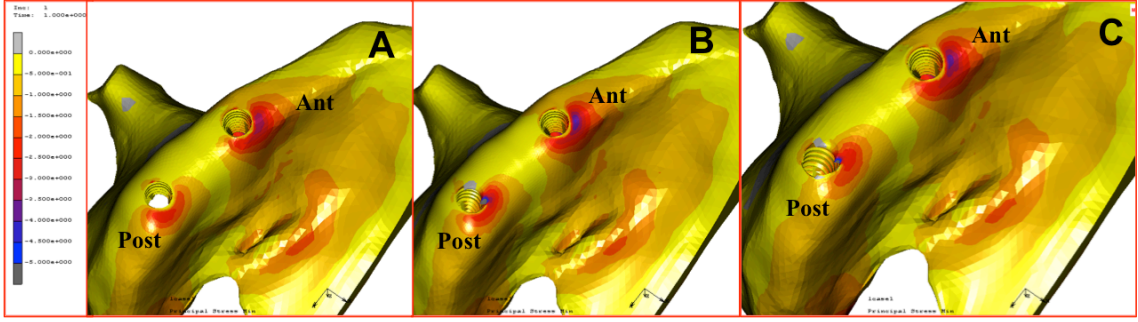 Inc: 1
Time: 1.000e+000
0.000e+000
-5.000e-001
-1.000e+000
-1.500e+000
-2.000e+000
-2.500e+000
-3.000e+000
-3.500e+000
-4.000e+000
-4.500e+000
-5.000e+000
A
Ant
Post
lcase1
Principal Stress Min
B
Ant
Post
lcase1
Principal Stress Min
C
Ant
Post
lcase1
Principal Stress Min